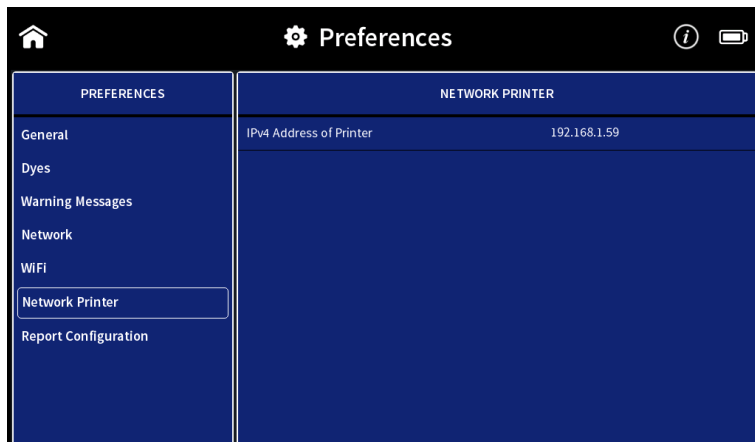 Preferences
PREFERENCES
General
Dyes
Warning Messages
Network
WiFi
Network Printer
Report Configuration
NETWORK PRINTER
IPv4 Address of Printer 192.168.1.59